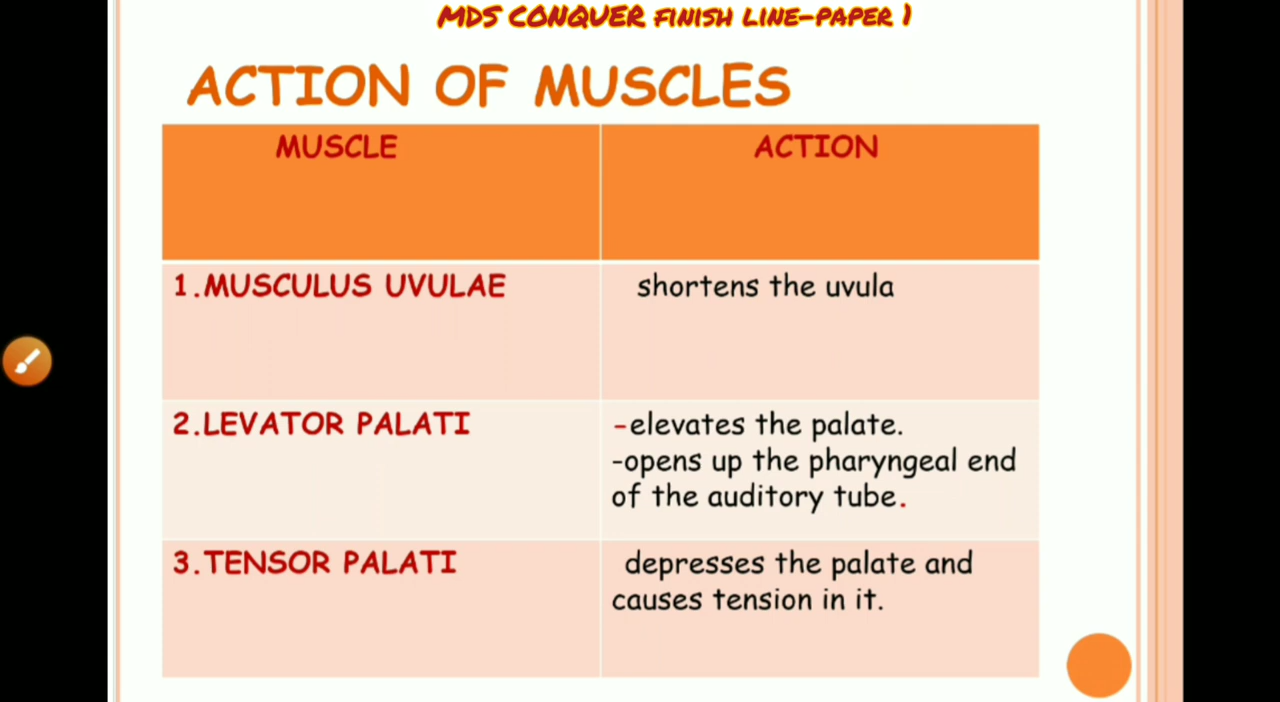 MDS CONQUER FINISH LINE-PAPER 1
ACTION OF MUSCLES
MUSCLE
ACTION
1.MUSCULUS UVULAE
shortens the uvula
2.LEVATOR PALATI
-elevates the palate.
-opens up the pharyngeal end
of the auditory tube.
3.TENSOR PALATI
depresses the palate and
causes tension in it.